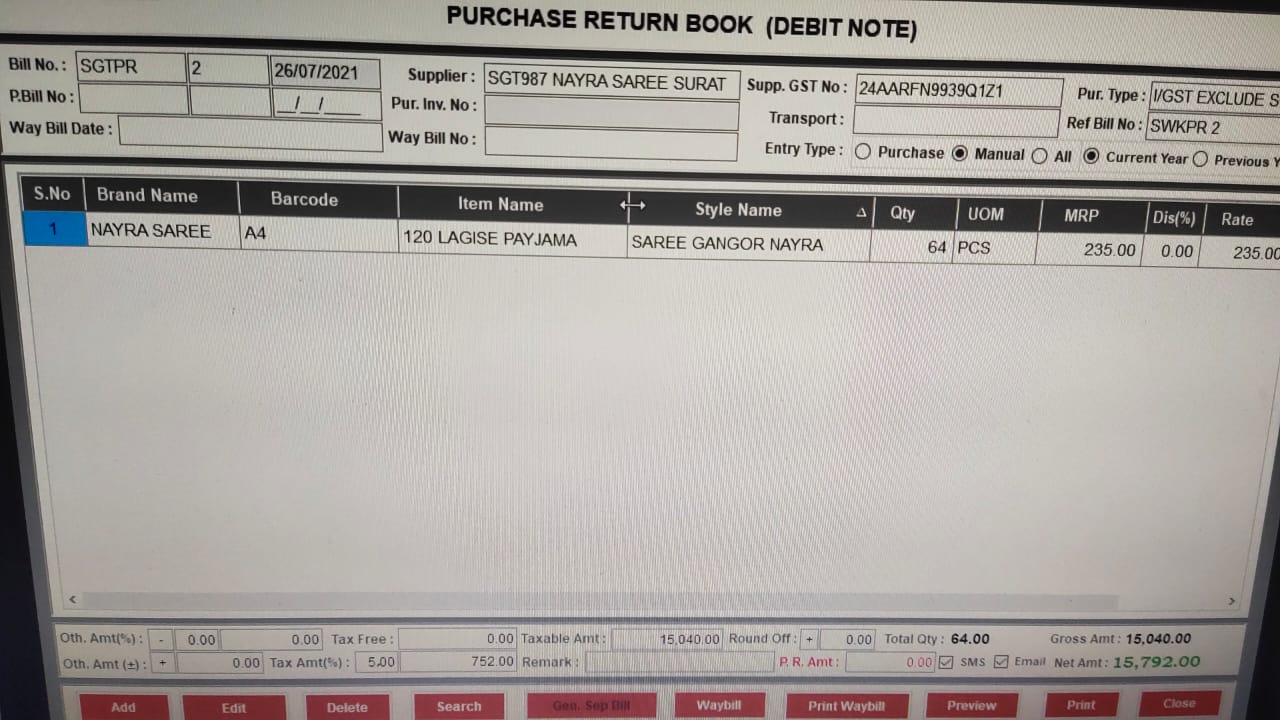 PURCHASE RETURN BOOK (DEBIT NOTE)
Bill No. : SGTPR 2 26/07/2021 Supplier : SGT987 NAYRA SAREE SURAT Supp. GST No : 24AARFN9939Q1Z1 Pur. Type : I/GST EXCLUDE S
P.Bill No : _/_/____ Pur. Inv. No : Transport : Ref Bill No : SWKPR 2
Way Bill Date : Way Bill No : Entry Type : Purchase Manual All Current Year Previous Y
S.No Brand Name Barcode Item Name Style Name Δ Qty UOM MRP Dis(%) Rate
1 NAYRA SAREE A4 120 LAGISE PAYJAMA SAREE GANGOR NAYRA 64 PCS 235.00 0.00 235.00
Oth. Amt(%) : - 0.00 0.00 Tax Free : 0.00 Taxable Amt : 15,040.00 Round Off : + 0.00 Total Qty : 64.00 Gross Amt : 15,040.00
Oth. Amt (±) : + 0.00 Tax Amt(%) : 5.00 752.00 Remark : P. R. Amt : 0.00 SMS Email Net Amt : 15,792.00
Add Edit Delete Search Gen. Sep Bill Waybill Print Waybill Preview Print Close